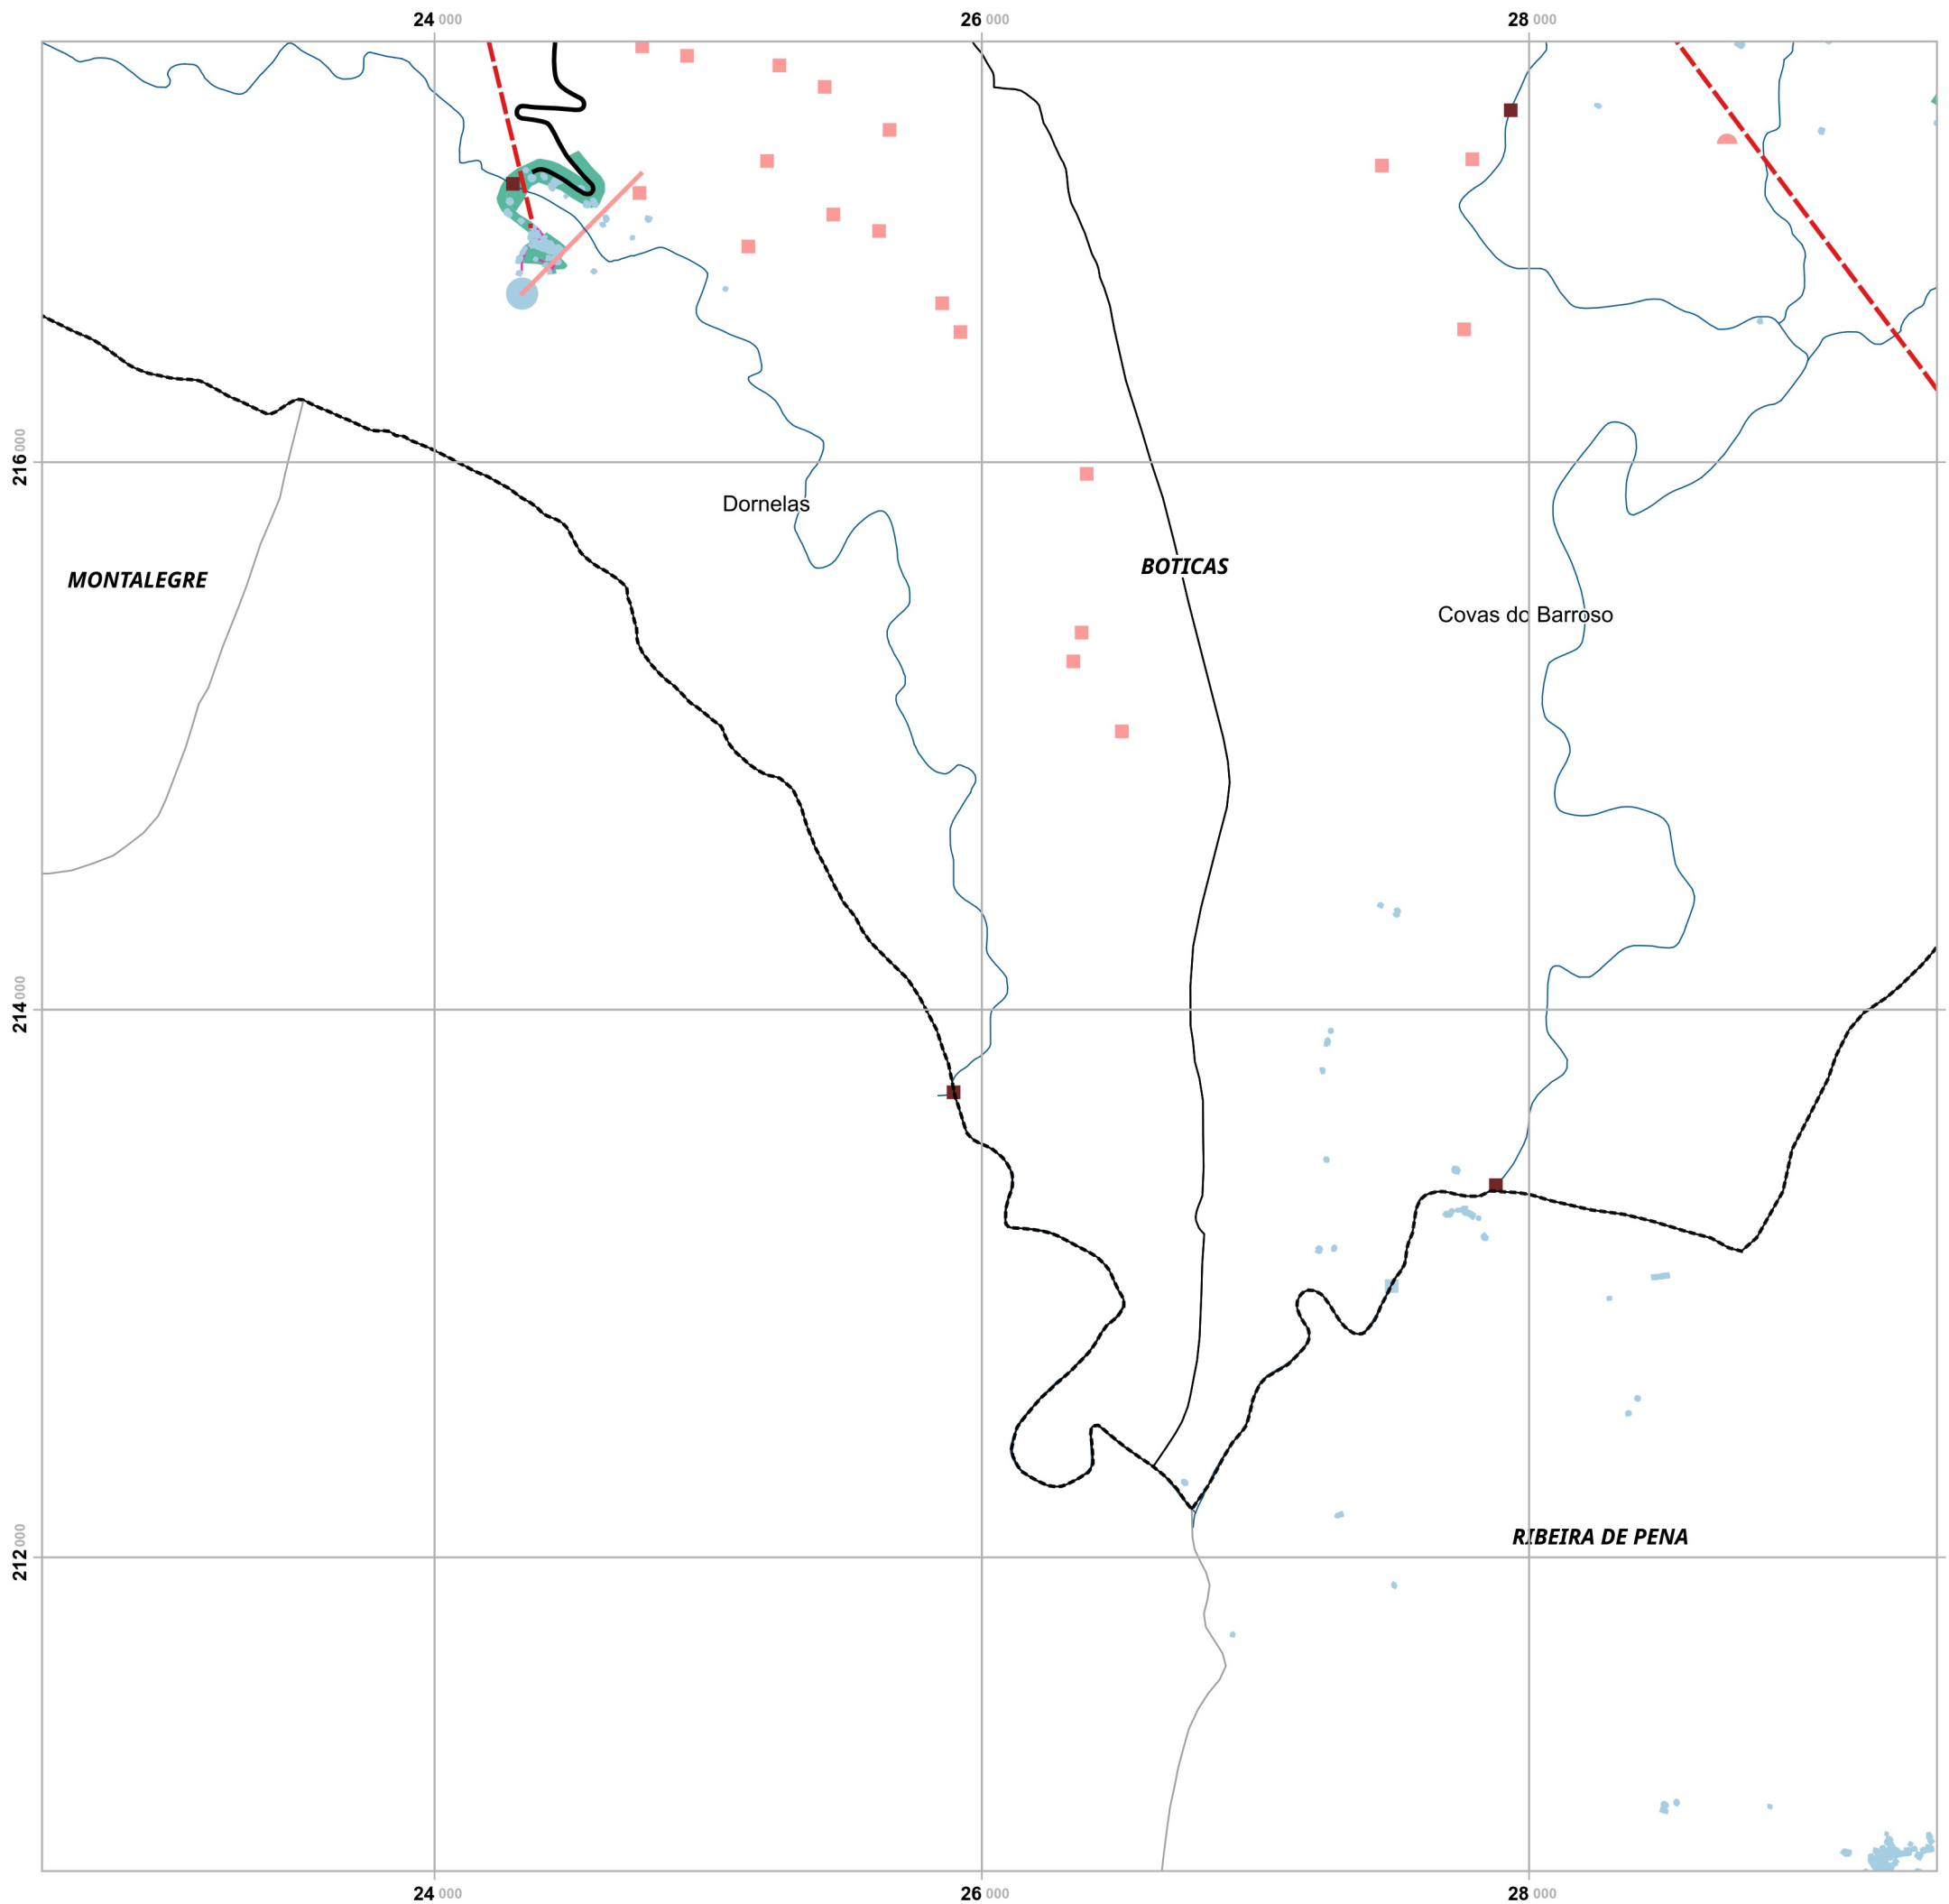 24 000 26 000 28 000
216 000
Dornelas
BOTICAS
MONTALEGRE
Covas do Barroso
214 000
RIBEIRA DE PENA
212 000
24 000 26 000 28 000